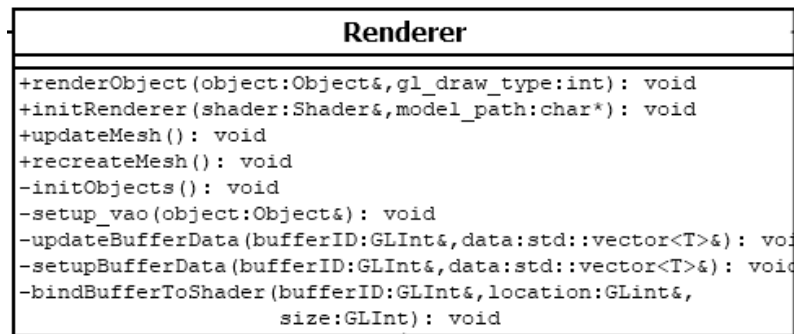 Renderer
+renderObject(object:Object&,gl_draw_type:int): void
+initRenderer(shader:Shader&,model_path:char*): void
+updateMesh(): void
+recreateMesh(): void
-initObjects(): void
-setup_vao(object:Object&): void
-updateBufferData(bufferID:GLInt&,data:std::vector<T>&): voi
-setupBufferData(bufferID:GLInt&,data:std::vector<T>&): void
-bindBufferToShader(bufferID:GLInt&,location:GLint&,
size:GLInt): void